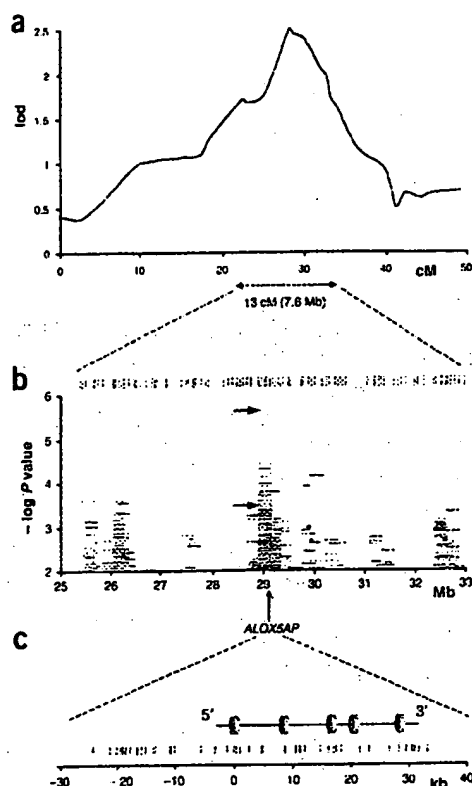 a
2.5
2
1.5
1
0.5
0
lod
0 10 20 30 40 50
cM
13 cM (7.6 Mb)
b
6
5
4
3
2
– log P value
25 26 27 28 29 30 31 32 33
Mb
ALOX5AP
c
5' 3'
–30 –20 –10 0 10 20 30 40
kb